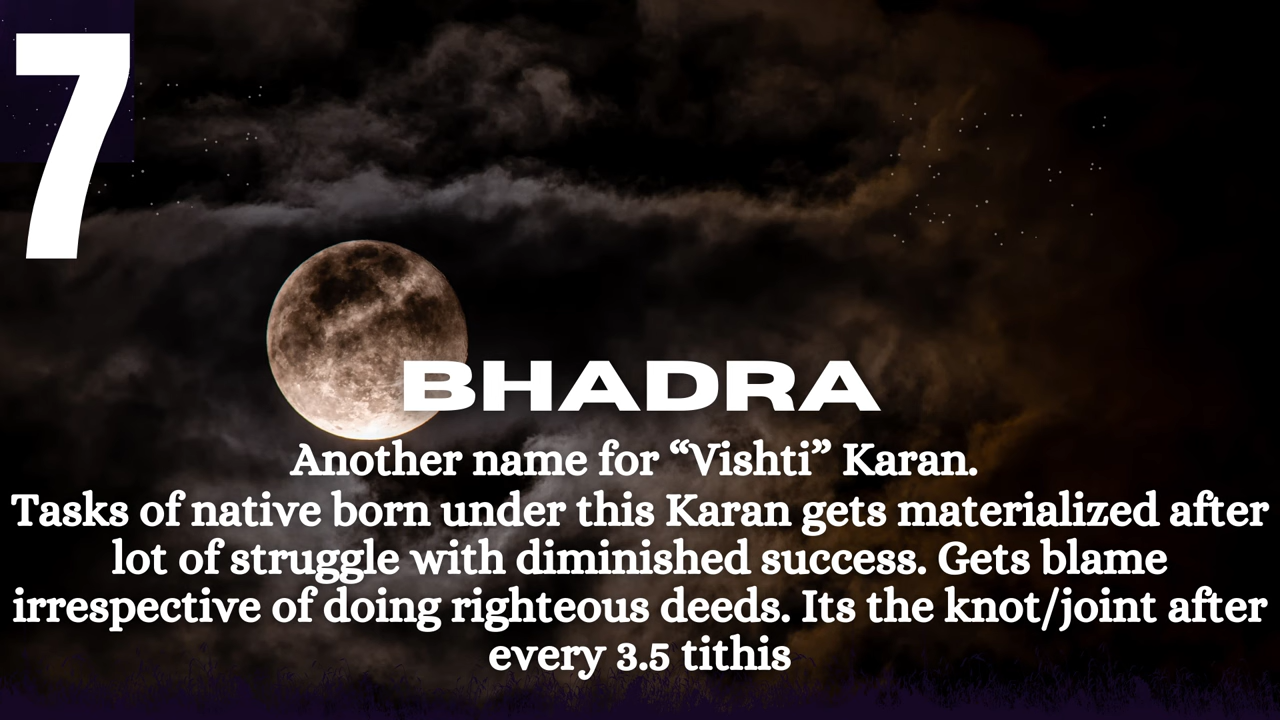 7
BHADRA
Another name for “Vishti” Karan.
Tasks of native born under this Karan gets materialized after
lot of struggle with diminished success. Gets blame
irrespective of doing righteous deeds. Its the knot/joint after
every 3.5 tithis